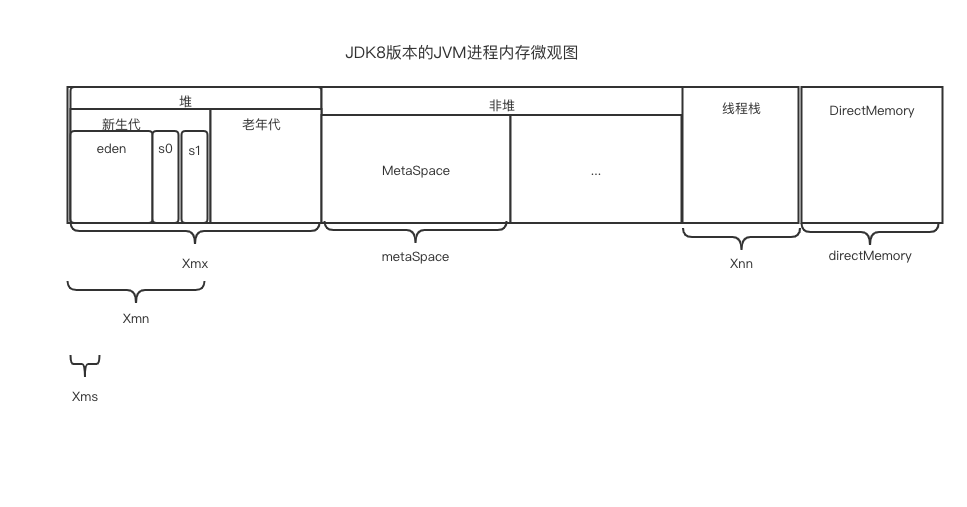 JDK8版本的JVM进程内存微观图
堆
非堆
线程栈
DirectMemory
新生代
老年代
eden
s0
s1
MetaSpace
...
Xmx
metaSpace
Xnn
directMemory
Xmn
Xms